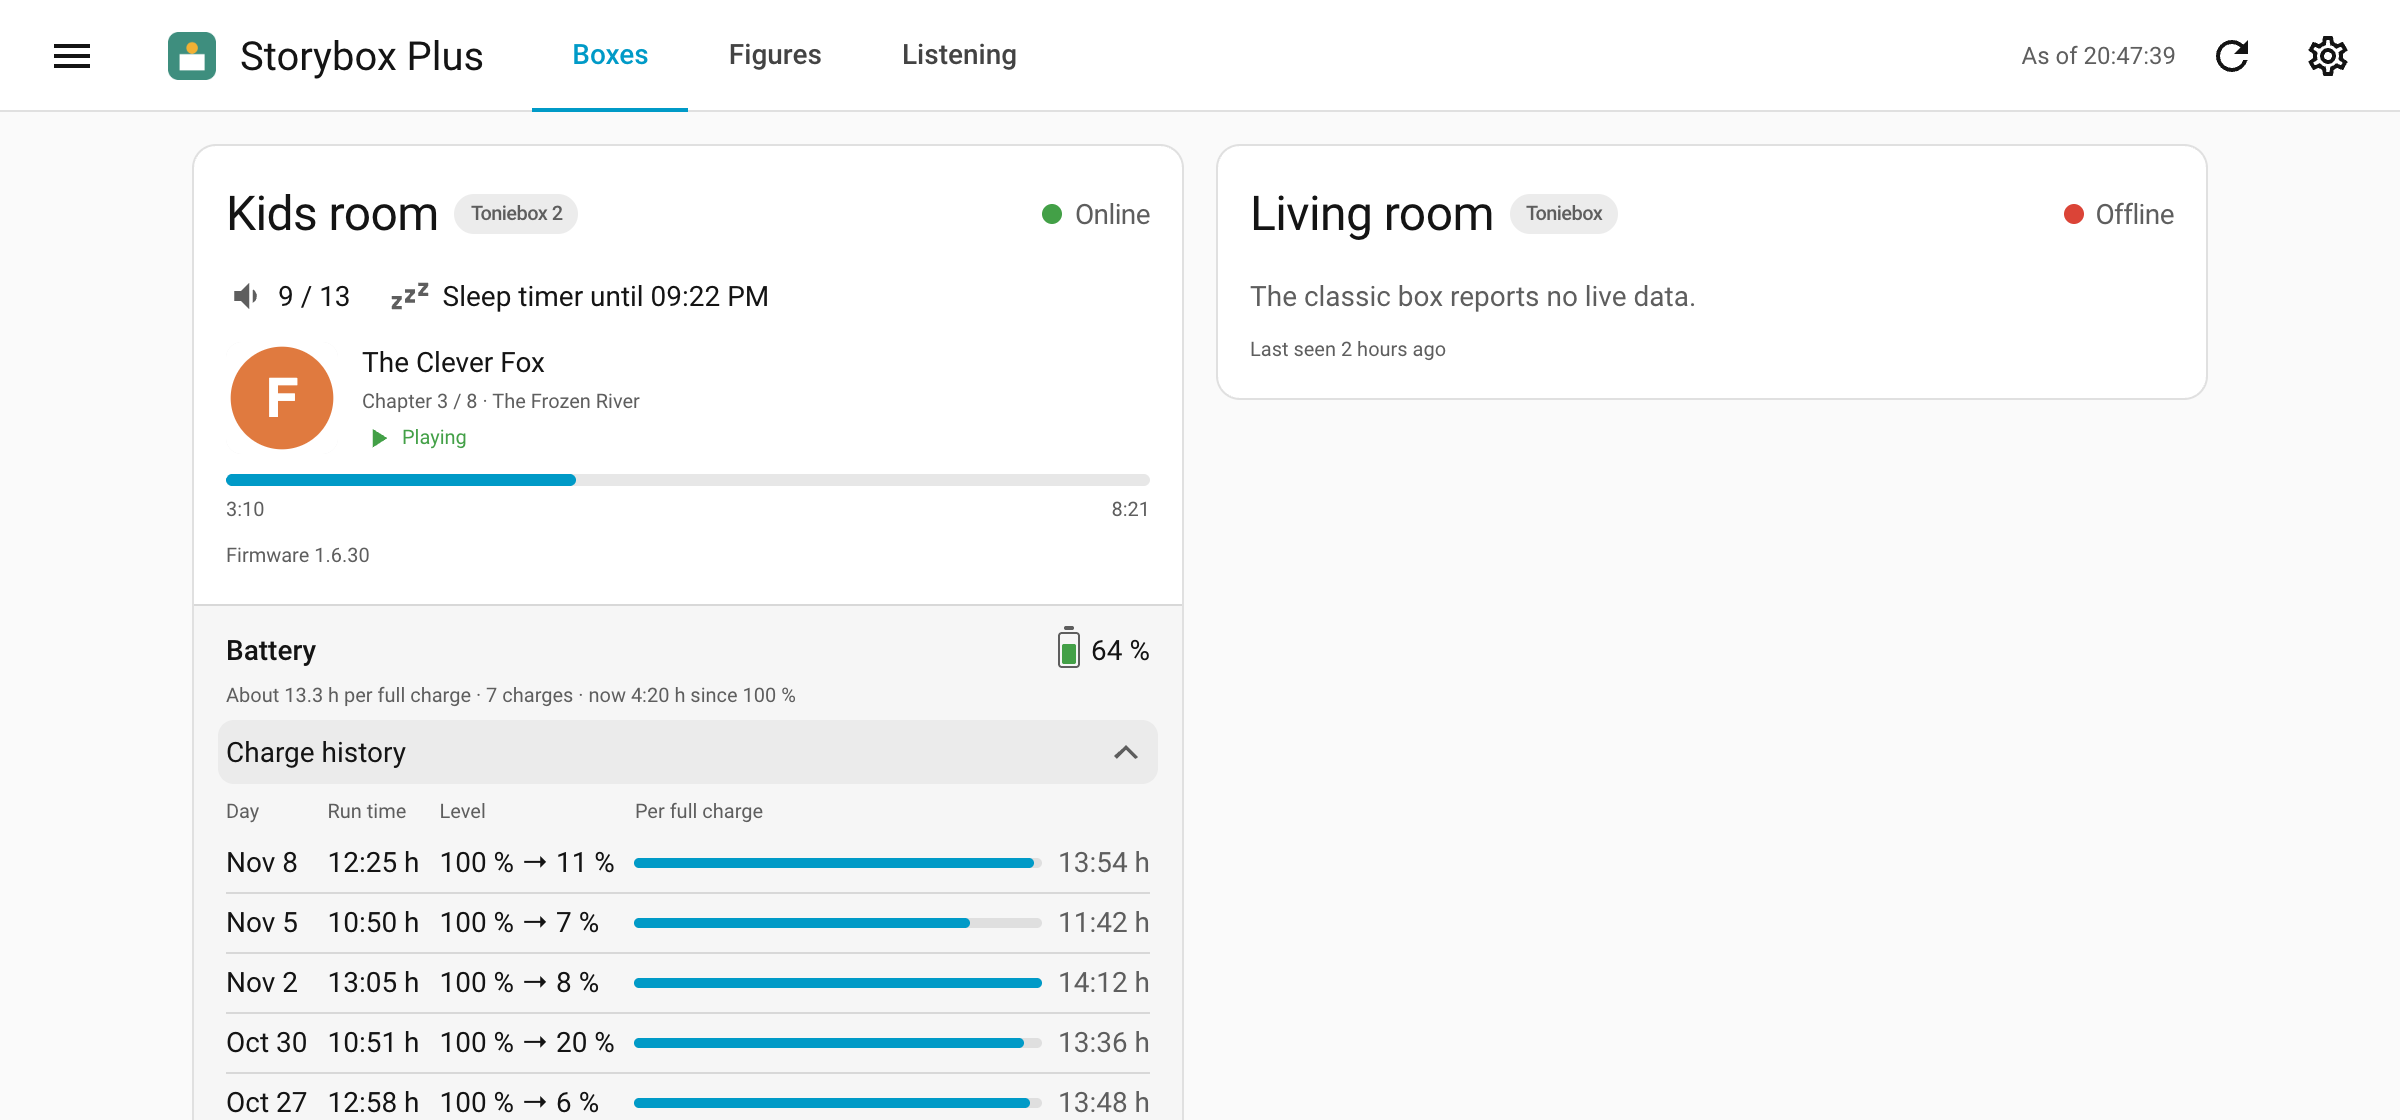 Storybox Plus
Boxes
Figures
Listening
As of 20:47:39
Kids room
Toniebox 2
Online
9 / 13
zzZ Sleep timer until 09:22 PM
F
The Clever Fox
Chapter 3 / 8 · The Frozen River
Playing
3:10
8:21
Firmware 1.6.30
Battery
64 %
About 13.3 h per full charge · 7 charges · now 4:20 h since 100 %
Charge history
Day Run time Level Per full charge
Nov 8 12:25 h 100 % → 11 % 13:54 h
Nov 5 10:50 h 100 % → 7 % 11:42 h
Nov 2 13:05 h 100 % → 8 % 14:12 h
Oct 30 10:51 h 100 % → 20 % 13:36 h
Oct 27 12:58 h 100 % → 6 % 13:48 h
Living room
Toniebox
Offline
The classic box reports no live data.
Last seen 2 hours ago